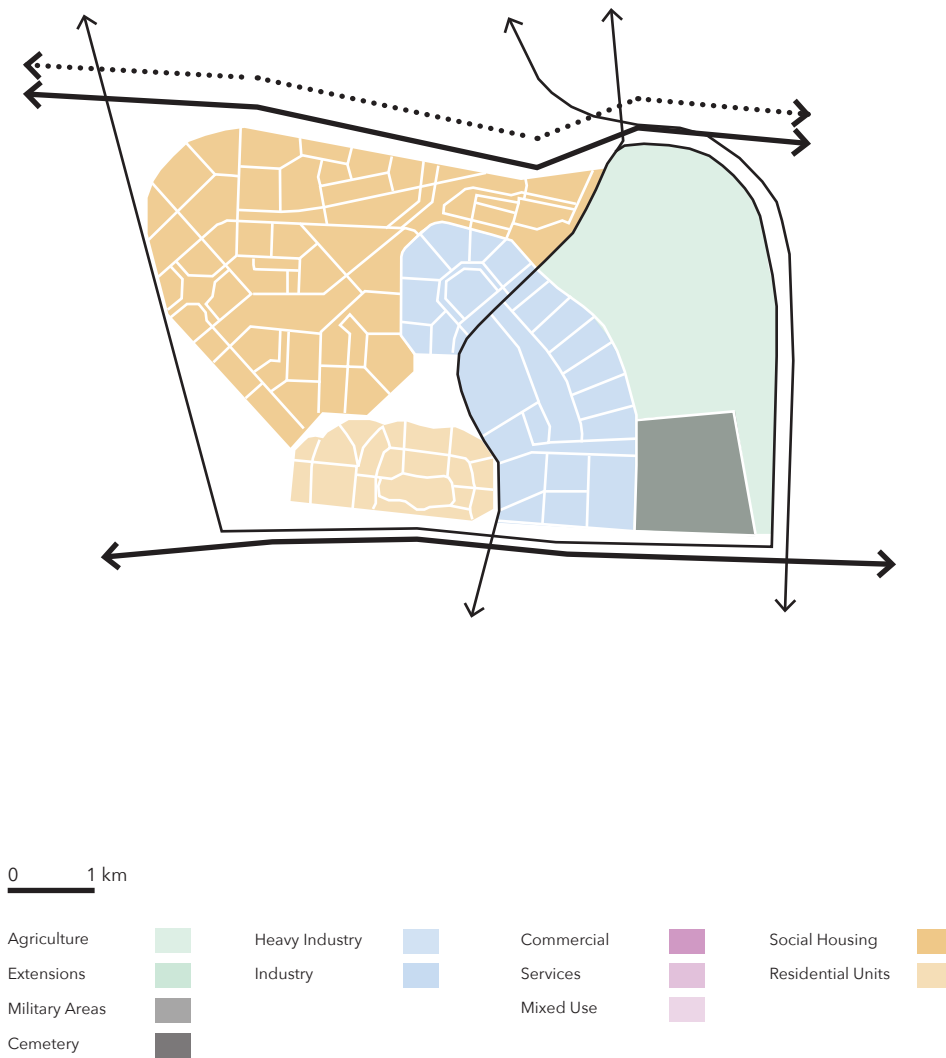 0 1 km
Agriculture
Extensions
Military Areas
Cemetery
Heavy Industry
Industry
Commercial
Services
Mixed Use
Social Housing
Residential Units